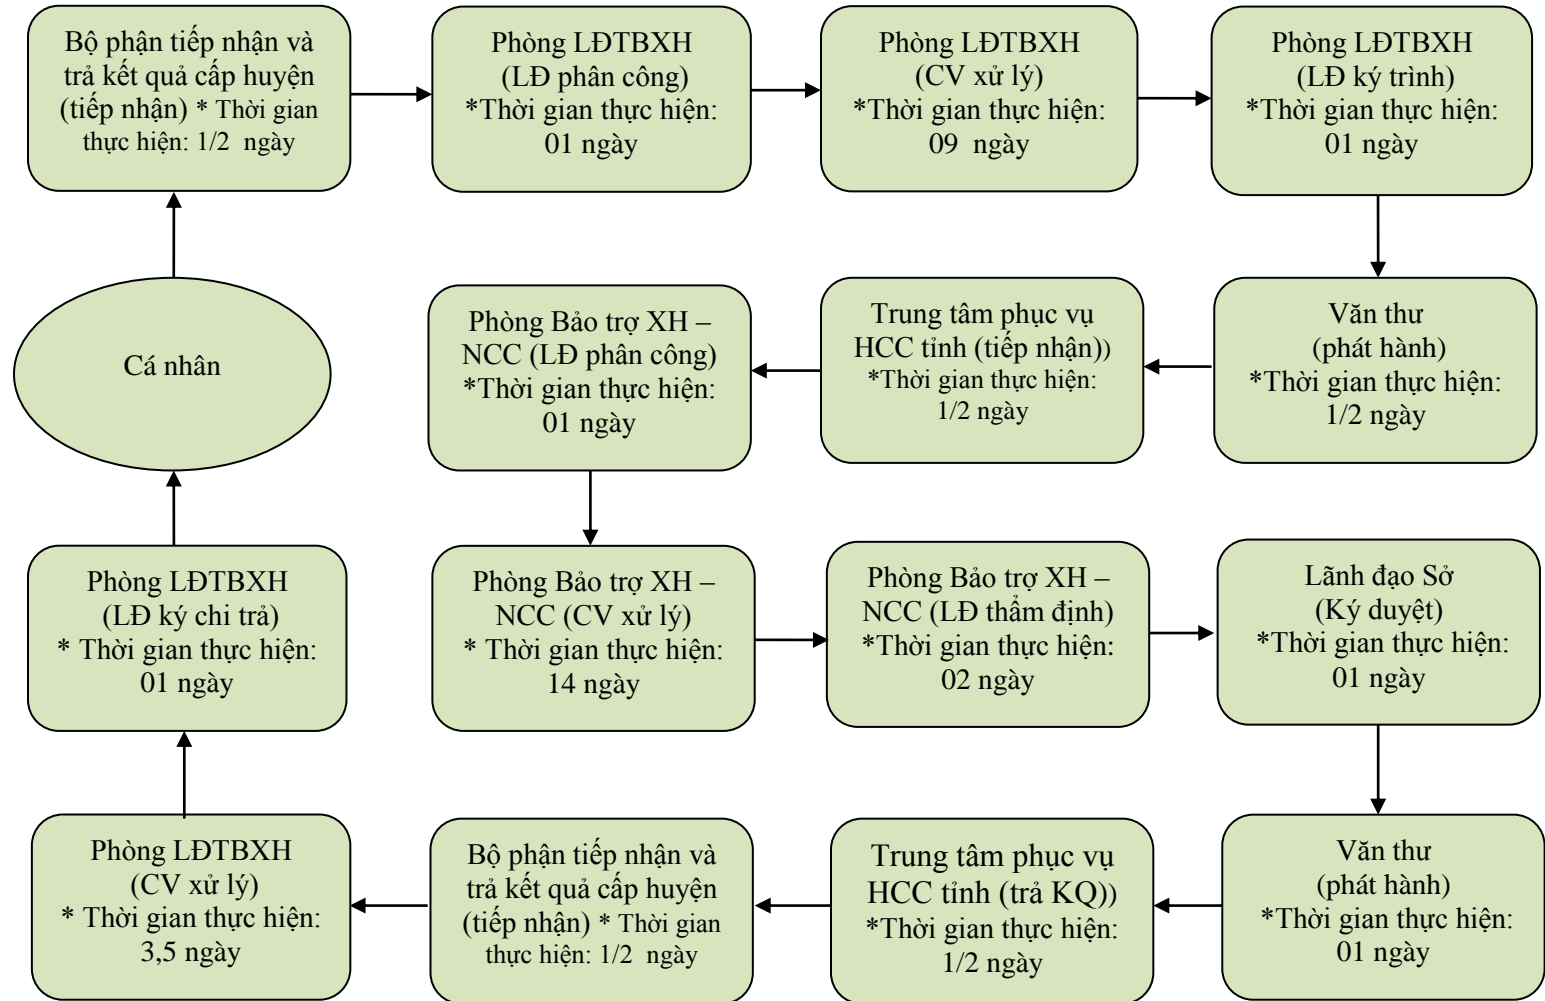 Bộ phận tiếp nhận và
trả kết quả cấp huyện
(tiếp nhận) * Thời gian
thực hiện: 1/2 ngày
Phòng LĐTBXH
(LĐ phân công)
*Thời gian thực hiện:
01 ngày
Phòng LĐTBXH
(CV xử lý)
*Thời gian thực hiện:
09 ngày
Phòng LĐTBXH
(LĐ ký trình)
*Thời gian thực hiện:
01 ngày
Cá nhân
Phòng Bảo trợ XH –
NCC (LĐ phân công)
*Thời gian thực hiện:
01 ngày
Trung tâm phục vụ
HCC tỉnh (tiếp nhận))
*Thời gian thực hiện:
1/2 ngày
Văn thư
(phát hành)
*Thời gian thực hiện:
1/2 ngày
Phòng LĐTBXH
(LĐ ký chi trả)
* Thời gian thực hiện:
01 ngày
Phòng Bảo trợ XH –
NCC (CV xử lý)
* Thời gian thực hiện:
14 ngày
Phòng Bảo trợ XH –
NCC (LĐ thẩm định)
*Thời gian thực hiện:
02 ngày
Lãnh đạo Sở
(Ký duyệt)
*Thời gian thực hiện:
01 ngày
Phòng LĐTBXH
(CV xử lý)
* Thời gian thực hiện:
3,5 ngày
Bộ phận tiếp nhận và
trả kết quả cấp huyện
(tiếp nhận) * Thời gian
thực hiện: 1/2 ngày
Trung tâm phục vụ
HCC tỉnh (trả KQ))
*Thời gian thực hiện:
1/2 ngày
Văn thư
(phát hành)
*Thời gian thực hiện:
01 ngày